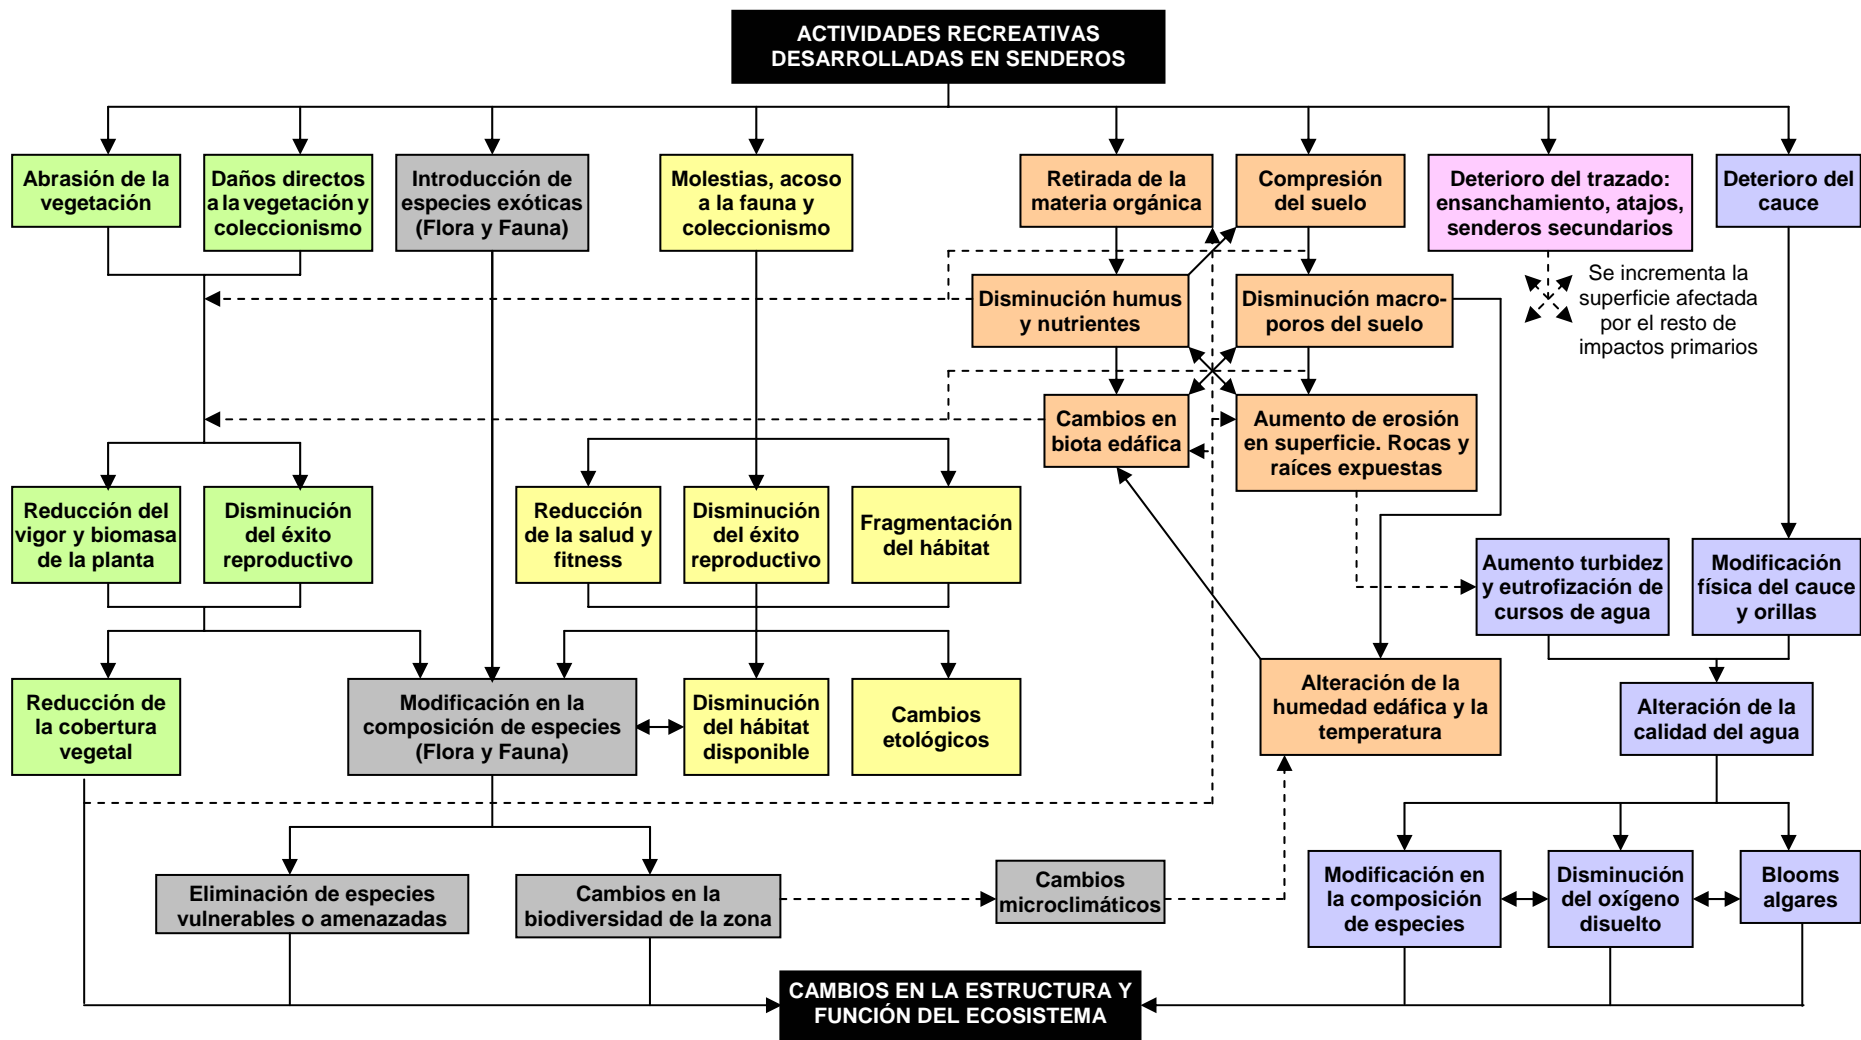 ACTIVIDADES RECREATIVAS
DESARROLLADAS EN SENDEROS
Abrasión de la
vegetación
Daños directos
a la vegetación y
coleccionismo
Introducción de
especies exóticas
(Flora y Fauna)
Molestias, acoso
a la fauna y
coleccionismo
Retirada de la
materia orgánica
Compresión
del suelo
Deterioro del trazado:
ensanchamiento, atajos,
senderos secundarios
Deterioro del
cauce
Se incrementa la
superficie afectada
por el resto de
impactos primarios
Disminución humus
y nutrientes
Disminución macro-
poros del suelo
Cambios en
biota edáfica
Aumento de erosión
en superficie. Rocas y
raíces expuestas
Reducción del
vigor y biomasa
de la planta
Disminución
del éxito
reproductivo
Reducción
de la salud y
fitness
Disminución
del éxito
reproductivo
Fragmentación
del hábitat
Aumento turbidez
y eutrofización de
cursos de agua
Modificación
física del cauce
y orillas
Reducción de
la cobertura
vegetal
Modificación en la
composición de especies
(Flora y Fauna)
Disminución
del hábitat
disponible
Cambios
etológicos
Alteración de la
humedad edáfica y la
temperatura
Alteración de la
calidad del agua
Eliminación de especies
vulnerables o amenazadas
Cambios en la
biodiversidad de la zona
Cambios
microclimáticos
Modificación en
la composición
de especies
Disminución
del oxígeno
disuelto
Blooms
algares
CAMBIOS EN LA ESTRUCTURA Y
FUNCIÓN DEL ECOSISTEMA